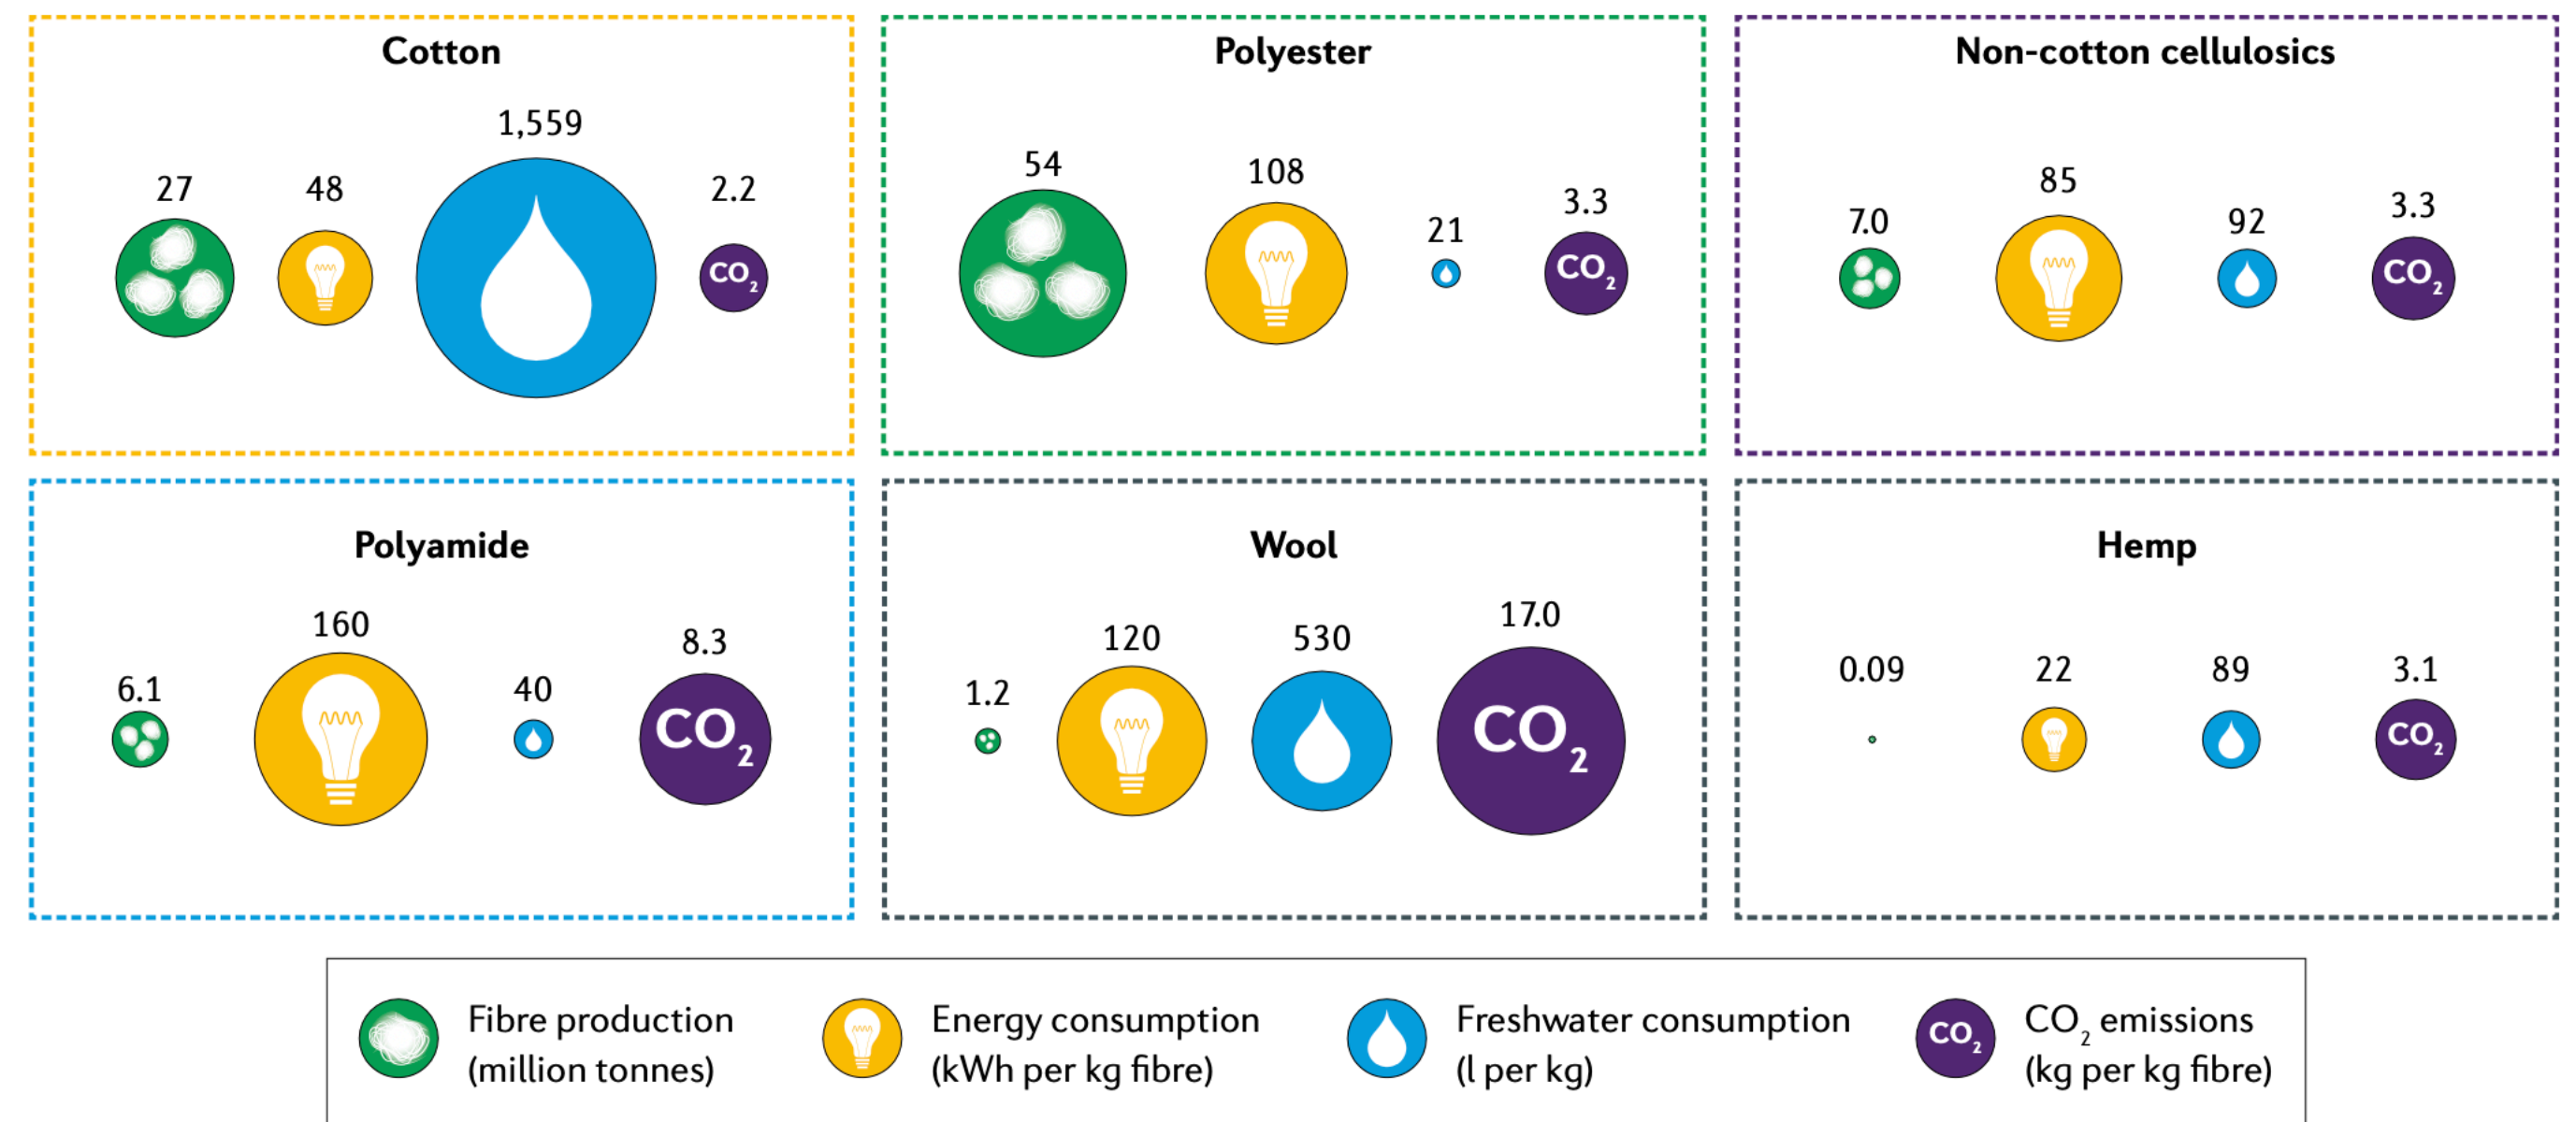 Cotton
27
48
1,559
2.2
CO2
Polyester
54
108
21
3.3
CO2
Non-cotton cellulosics
7.0
85
92
3.3
CO2
Polyamide
6.1
160
40
8.3
CO2
Wool
1.2
120
530
17.0
CO2
Hemp
0.09
22
89
3.1
CO2
Fibre production
(million tonnes)
Energy consumption
(kWh per kg fibre)
Freshwater consumption
(l per kg)
CO2
CO2 emissions
(kg per kg fibre)